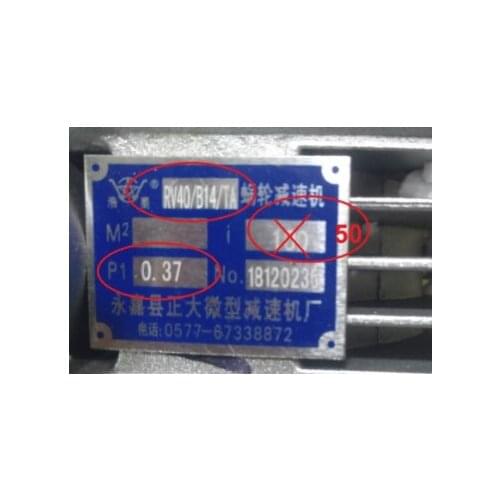 RV40/B14/TA 蜗轮减速机
M² i 50
P1 0.37 No. 18120236
永嘉县正大微型减速机厂
电话:0577-67338872